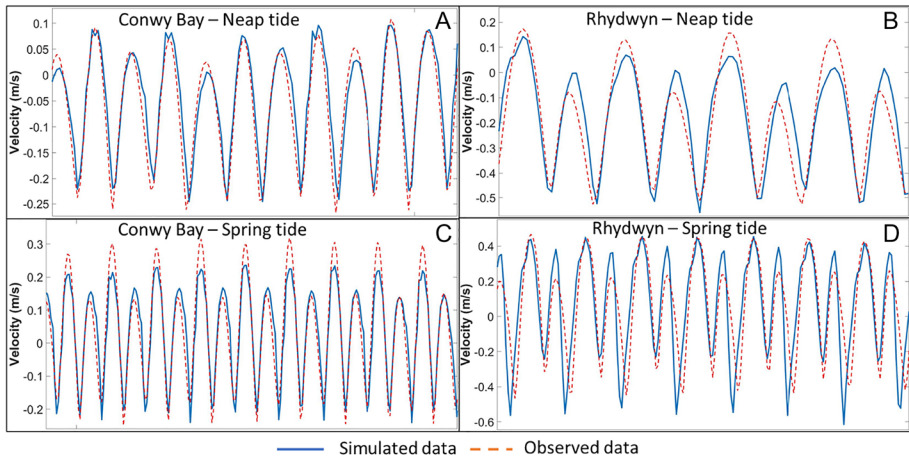 Conwy Bay – Neap tide
A
Velocity (m/s)
0.1
0.05
0
-0.05
-0.1
-0.15
-0.2
-0.25
Rhydwyn – Neap tide
B
Velocity (m/s)
0.2
0.1
0
-0.1
-0.2
-0.3
-0.4
-0.5
Conwy Bay – Spring tide
C
Velocity (m/s)
0.3
0.2
0.1
0
-0.1
-0.2
Rhydwyn – Spring tide
D
Velocity (m/s)
0.4
0.2
0
-0.2
-0.4
-0.6
Simulated data
Observed data